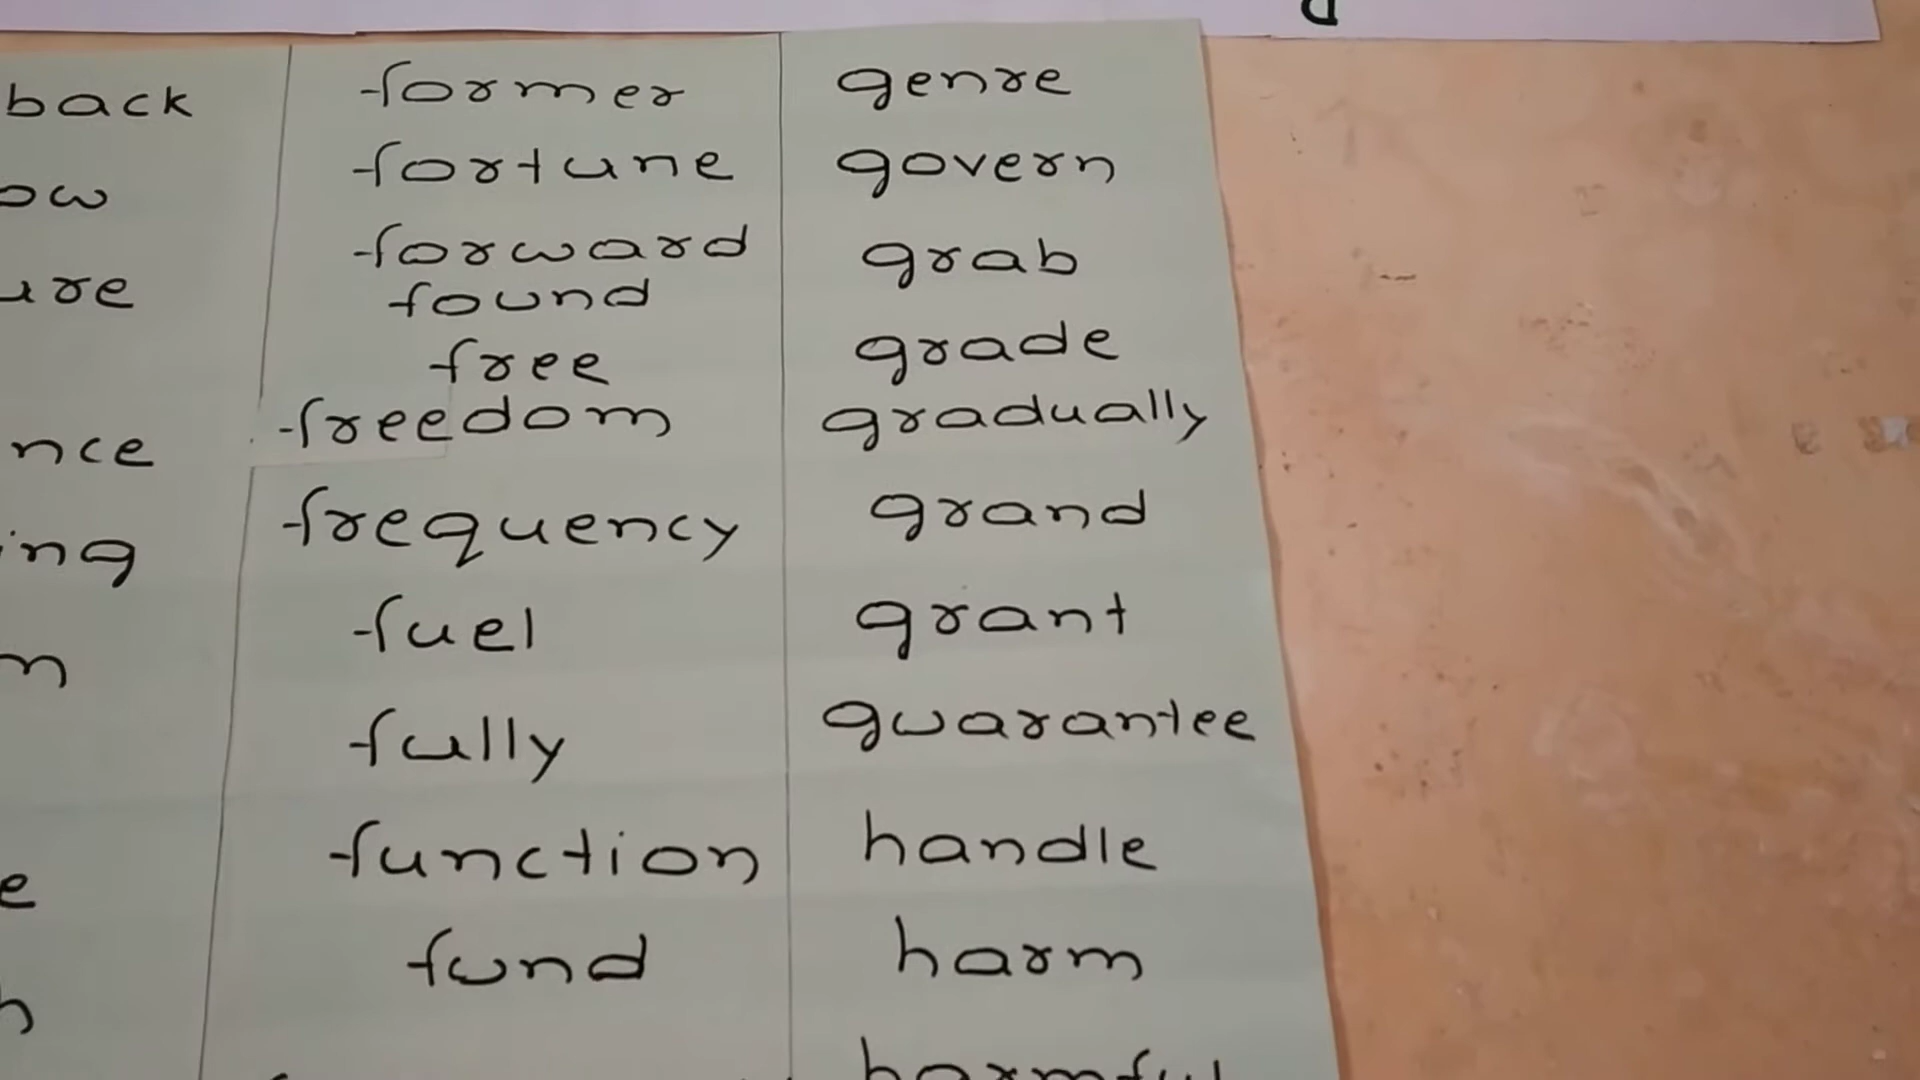 back
former
fortune
forward
found
free
freedom
frequency
fuel
fully
function
fund
genre
govern
grab
grade
gradually
grand
grant
guarantee
handle
harm
harmful